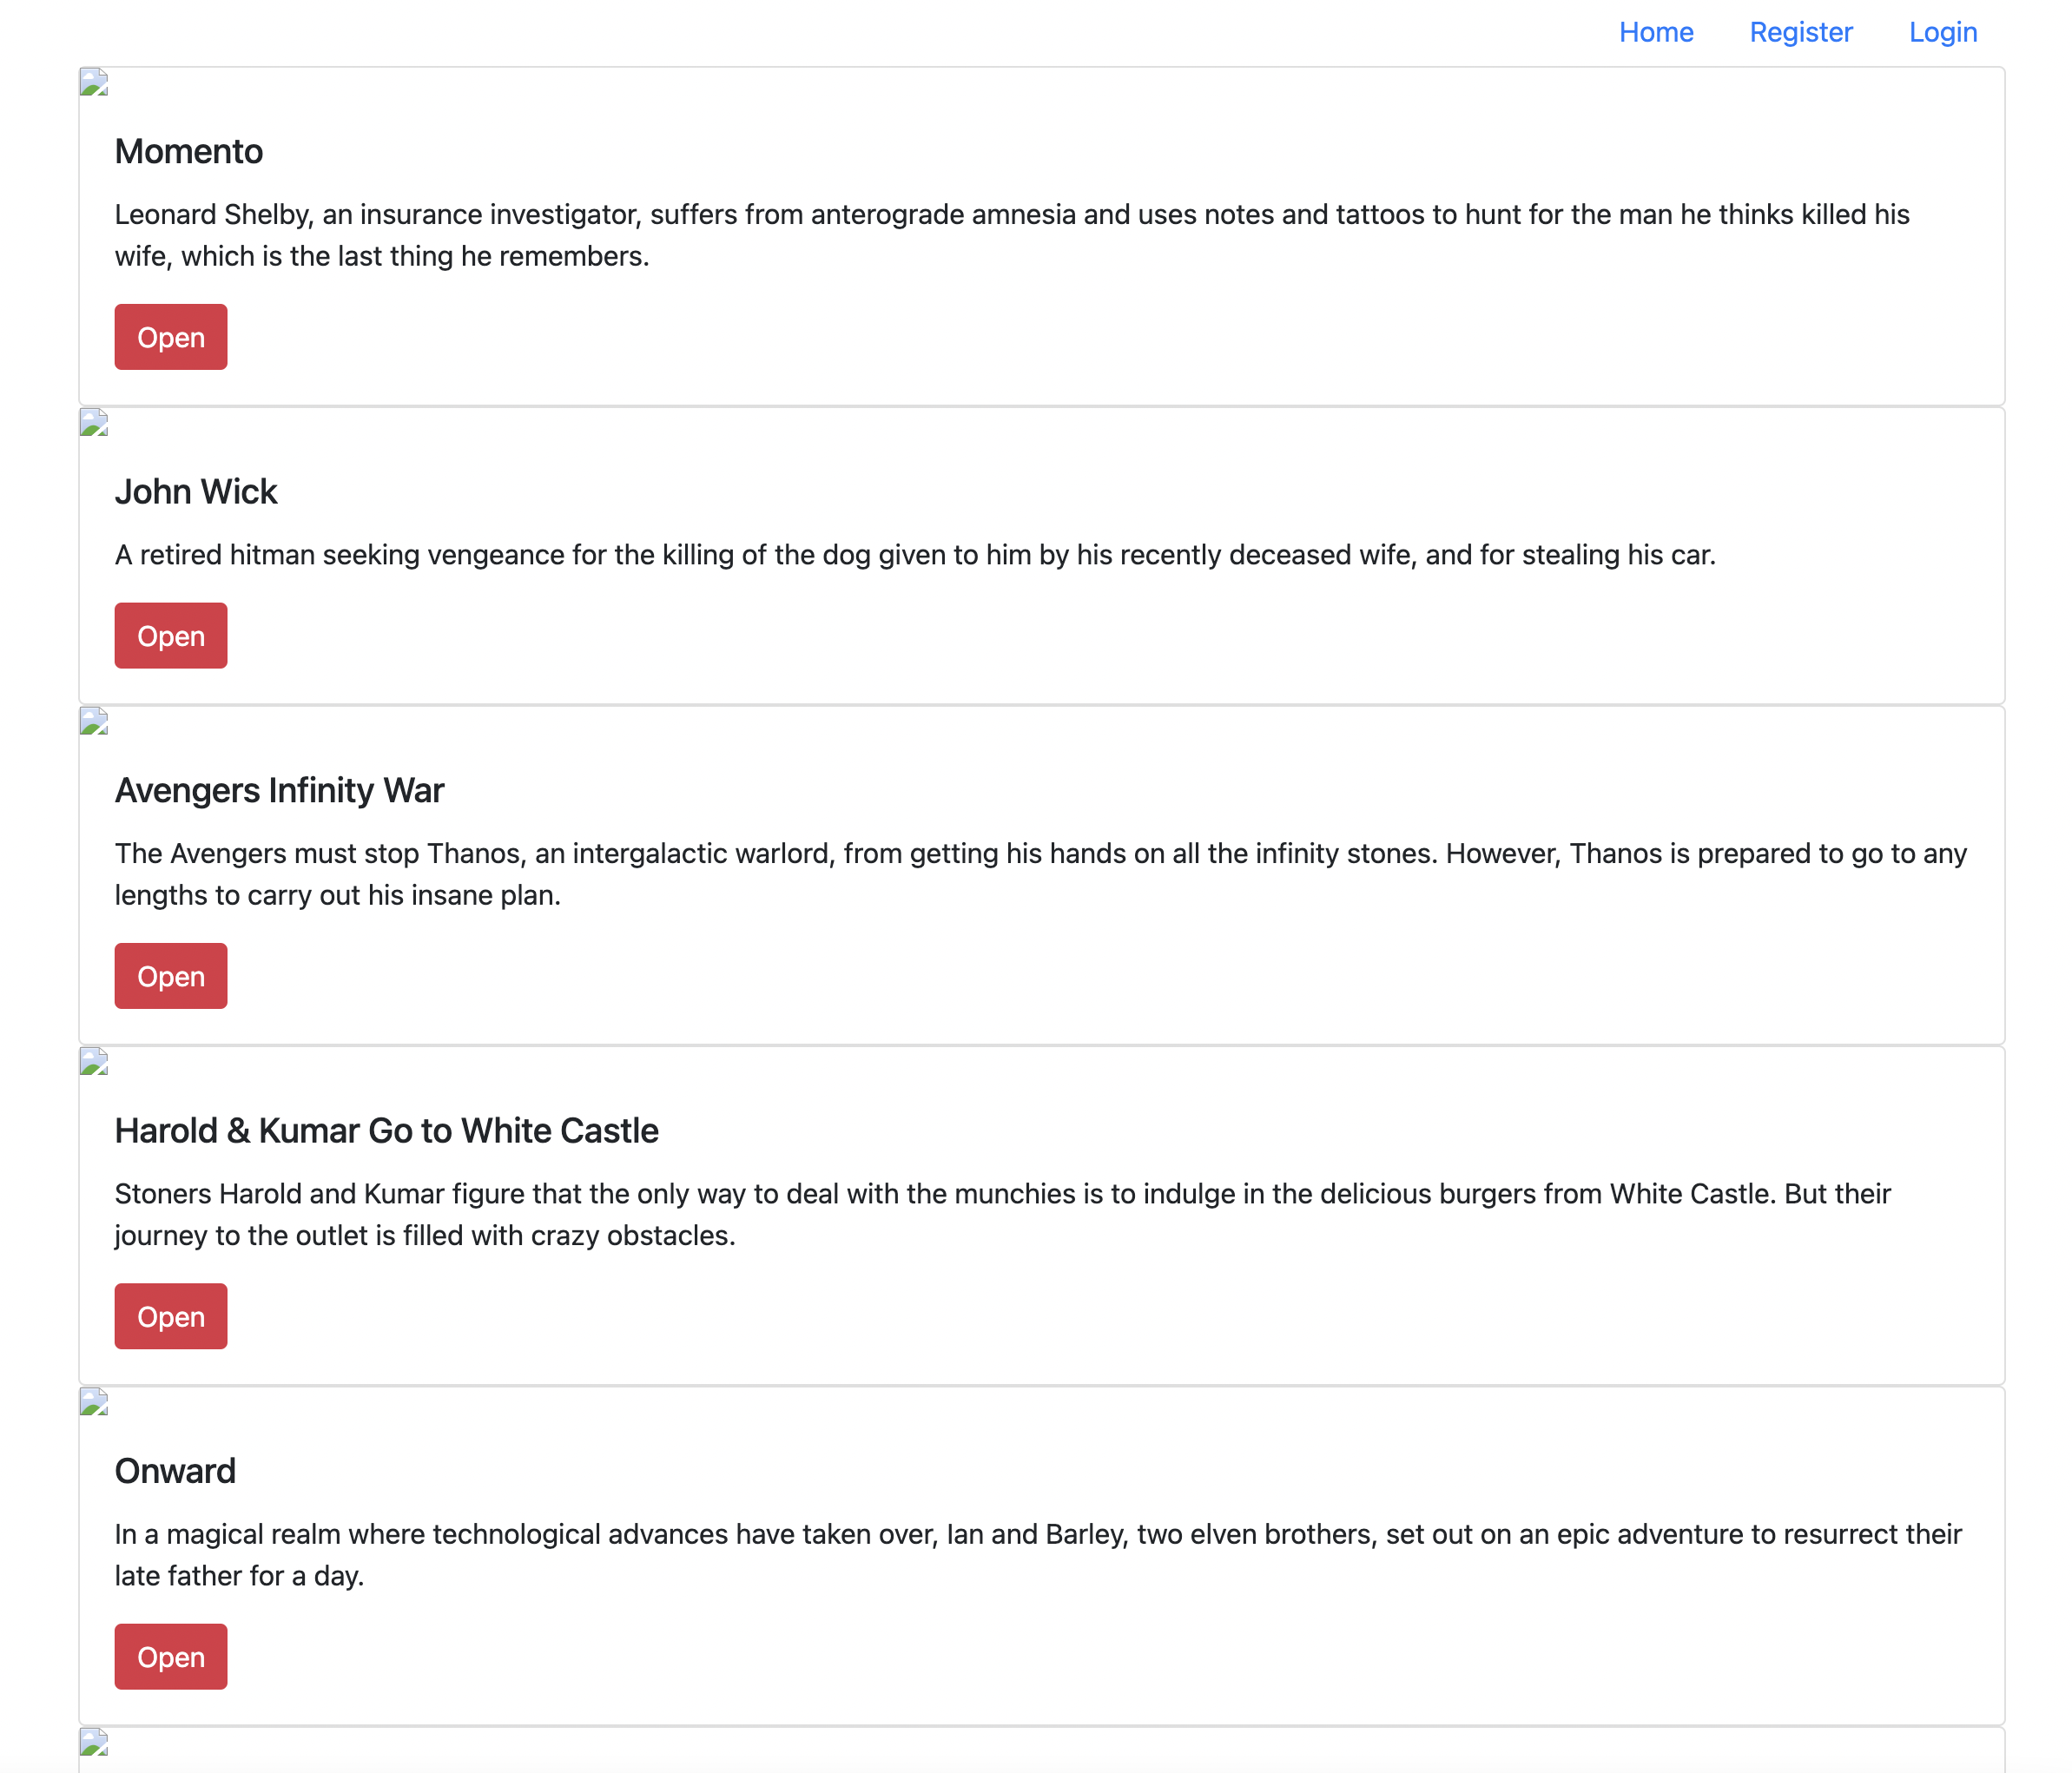 Home Register Login
Momento
Leonard Shelby, an insurance investigator, suffers from anterograde amnesia and uses notes and tattoos to hunt for the man he thinks killed his
wife, which is the last thing he remembers.
Open
John Wick
A retired hitman seeking vengeance for the killing of the dog given to him by his recently deceased wife, and for stealing his car.
Open
Avengers Infinity War
The Avengers must stop Thanos, an intergalactic warlord, from getting his hands on all the infinity stones. However, Thanos is prepared to go to any
lengths to carry out his insane plan.
Open
Harold & Kumar Go to White Castle
Stoners Harold and Kumar figure that the only way to deal with the munchies is to indulge in the delicious burgers from White Castle. But their
journey to the outlet is filled with crazy obstacles.
Open
Onward
In a magical realm where technological advances have taken over, Ian and Barley, two elven brothers, set out on an epic adventure to resurrect their
late father for a day.
Open